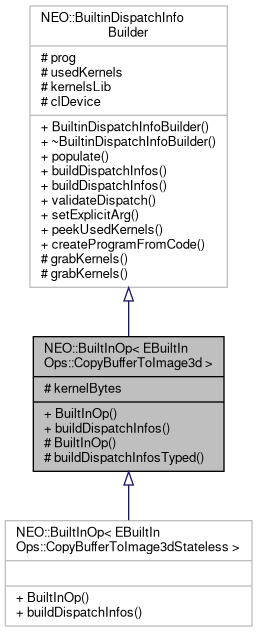 NEO::BuiltinDispatchInfo
Builder
# prog
# usedKernels
# kernelsLib
# clDevice
+ BuiltinDispatchInfoBuilder()
+ ~BuiltinDispatchInfoBuilder()
+ populate()
+ buildDispatchInfos()
+ buildDispatchInfos()
+ validateDispatch()
+ setExplicitArg()
+ peekUsedKernels()
+ createProgramFromCode()
# grabKernels()
# grabKernels()
NEO::BuiltInOp< EBuiltIn
Ops::CopyBufferToImage3d >
# kernelBytes
+ BuiltInOp()
+ buildDispatchInfos()
# BuiltInOp()
# buildDispatchInfosTyped()
NEO::BuiltInOp< EBuiltIn
Ops::CopyBufferToImage3dStateless >
+ BuiltInOp()
+ buildDispatchInfos()